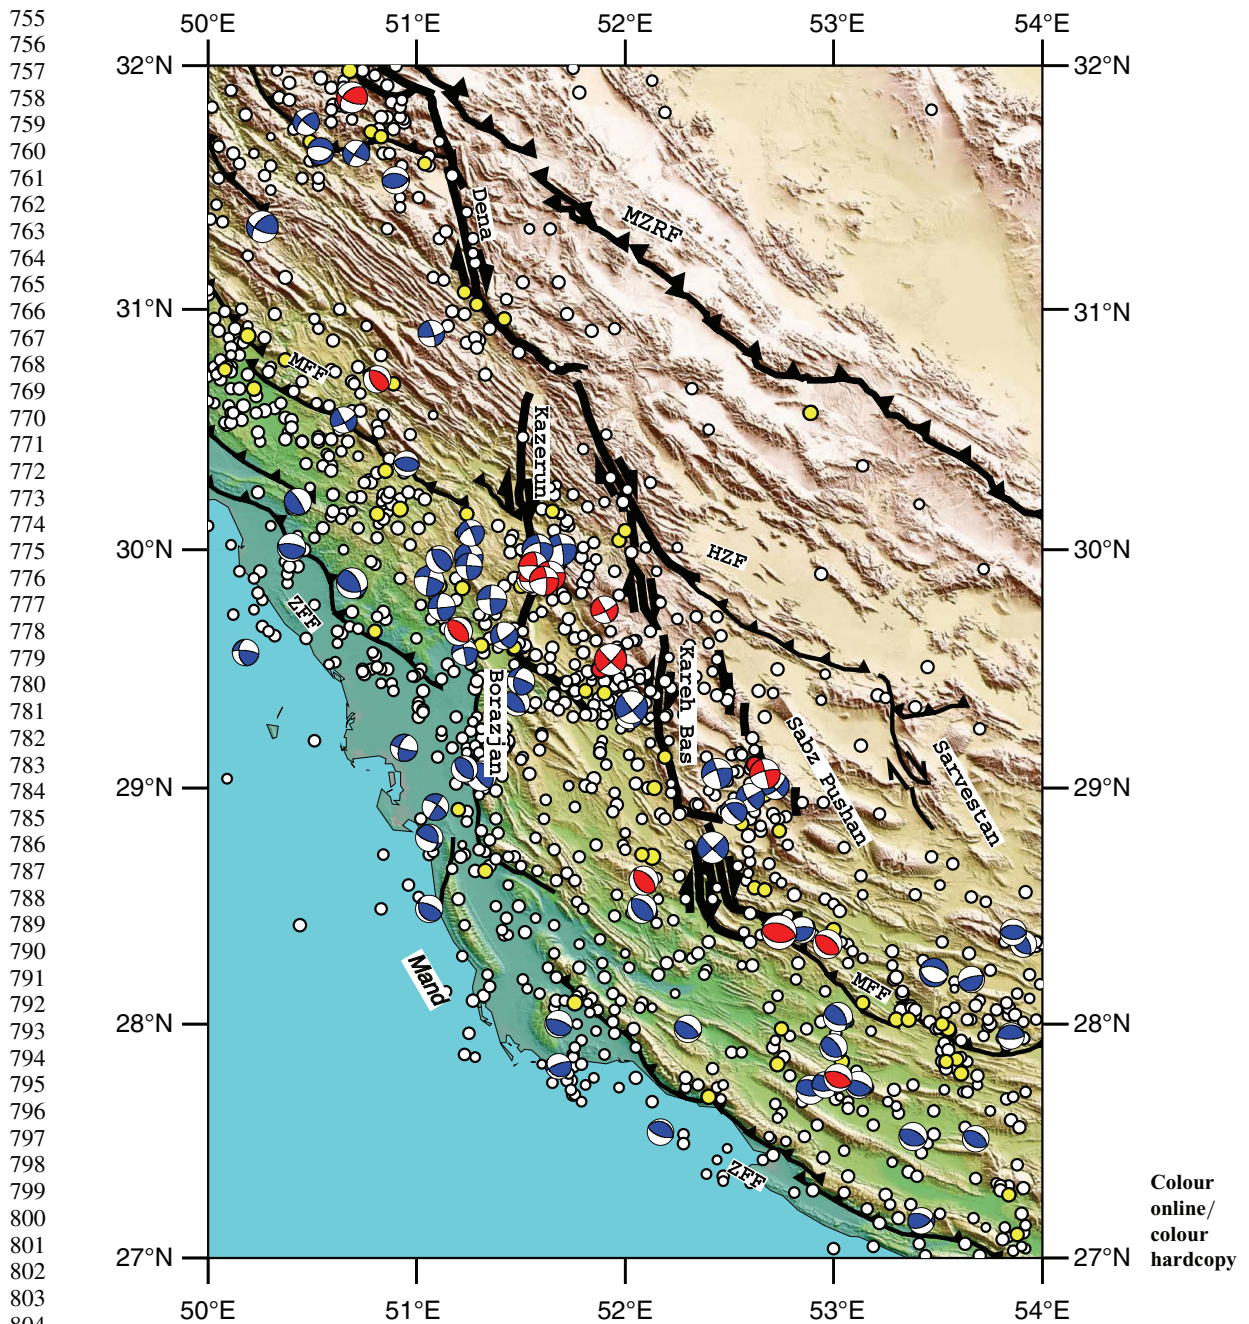 755
756
757
758
759
760
761
762
763
764
765
766
767
768
769
770
771
772
773
774
775
776
777
778
779
780
781
782
783
784
785
786
787
788
789
790
791
792
793
794
795
796
797
798
799
800
801
802
803
804
50°E 51°E 52°E 53°E 54°E
32°N 32°N
Dena
MZRF
31°N 31°N
MFF
Kazerun
30°N 30°N
HZF
ZFF
Kareh Bas
Borazjan
Sabz Pushan
Sarvestan
29°N 29°N
Mand
MFF
28°N 28°N
ZFF
27°N 27°N
50°E 51°E 52°E 53°E 54°E
Colour
online/
colour
hardcopy